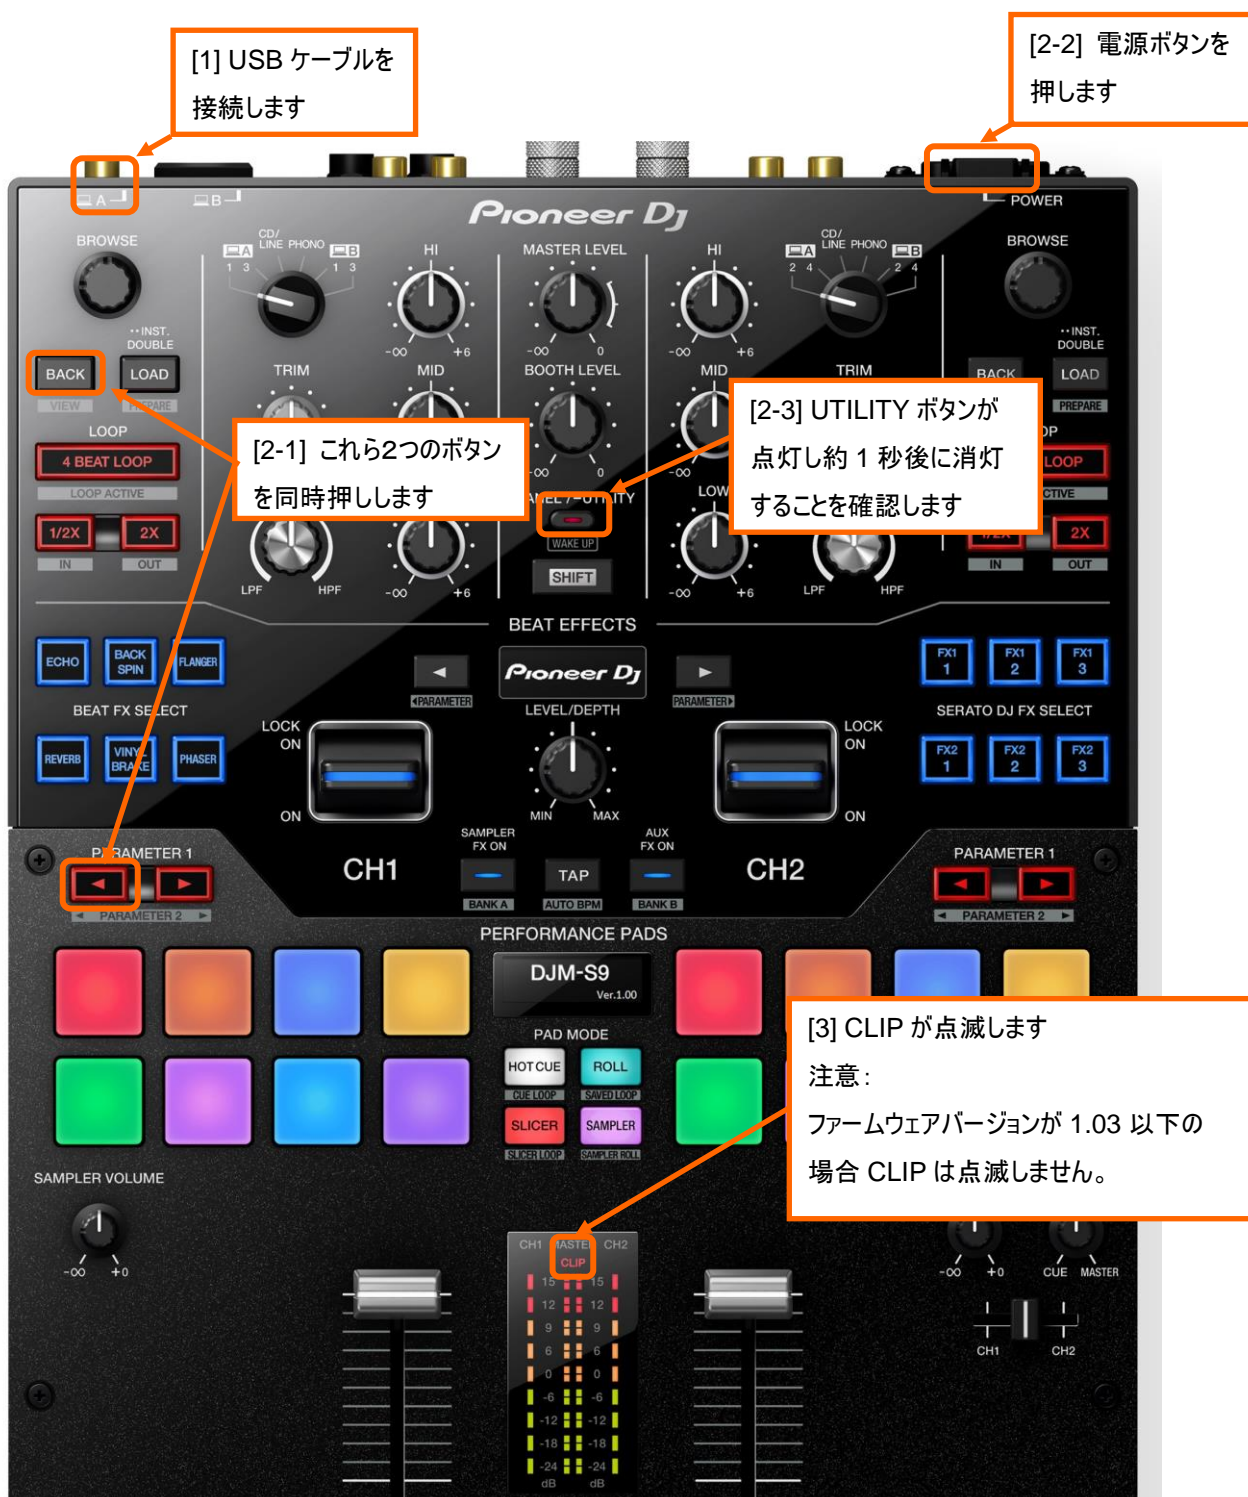 [1] USB ケーブルを
接続します
[2-2] 電源ボタンを
押します
A
B
POWER
Pioneer Dj
BROWSE
A
1 3
CD/
LINE
PHONO
B
1 3
HI
-∞ +6
MASTER LEVEL
-∞ 0
HI
-∞ +6
A
2 4
CD/
LINE
PHONO
B
2 4
BROWSE
INST.
DOUBLE
BACK
LOAD
VIEW
PREPARE
TRIM
MID
BOOTH LEVEL
MID
TRIM
INST.
DOUBLE
BACK
LOAD
PREPARE
[2-1] これら2つのボタン
を同時押しします
[2-3] UTILITY ボタンが
点灯し約 1 秒後に消灯
することを確認します
LOOP
4 BEAT LOOP
LOOP ACTIVE
1/2X
2X
IN
OUT
LPF HPF
-∞ +6
-∞ 0
UTILITY
WAKE UP
SHIFT
LOW
-∞ +6
LPF HPF
LOOP
1/2X
2X
IN
OUT
BEAT EFFECTS
ECHO
BACK
SPIN
FLANGER
BEAT FX SELECT
REVERB
VINYL
BRAKE
PHASER
◀
PARAMETER
Pioneer Dj
▶
PARAMETER
FX1
1
FX1
2
FX1
3
SERATO DJ FX SELECT
FX2
1
FX2
2
FX2
3
LOCK
ON
ON
LEVEL/DEPTH
MIN MAX
LOCK
ON
ON
CH1
SAMPLER
FX ON
BANK A
TAP
AUTO BPM
AUX
FX ON
BANK B
CH2
PARAMETER 1
◀ ▶
◀ PARAMETER 2 ▶
PARAMETER 1
◀ ▶
◀ PARAMETER 2 ▶
PERFORMANCE PADS
DJM-S9
Ver.1.00
PAD MODE
HOT CUE
ROLL
CUE LOOP
SAVED LOOP
SLICER
SAMPLER
SLICER LOOP
SAMPLER ROLL
[3] CLIP が点滅します
注意:
ファームウェアバージョンが 1.03 以下の
場合 CLIP は点滅しません。
SAMPLER VOLUME
-∞ +0
CH1 MASTER CH2
CLIP
15 15
12 12
9 9
6 6
0 0
-6 -6
-12 -12
-18 -18
-24 -24
dB dB
-∞ +0
CUE MASTER
CH1 CH2